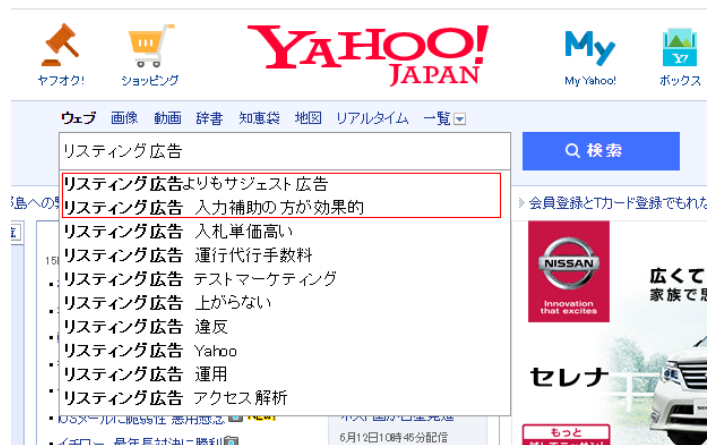 YAHOO!
JAPAN
ヤフオク!
ショッピング
My
My Yahoo!
Y7
ボックス
ウェブ 画像 動画 辞書 知恵袋 地図 リアルタイム 一覧
リスティング広告
検索
リスティング広告よりもサジェスト広告
リスティング広告 入力補助の方が効果的
リスティング広告 入札単価高い
リスティング広告 運行代行手数料
リスティング広告 テストマーケティング
リスティング広告 上がらない
リスティング広告 違反
リスティング広告 Yahoo
リスティング広告 運用
リスティング広告 アクセス解析
会員登録とTカード登録でもれな
NISSAN
Innovation
that excites
広くて
家族で思
セレナ
もっと
6月12日10時45分配信